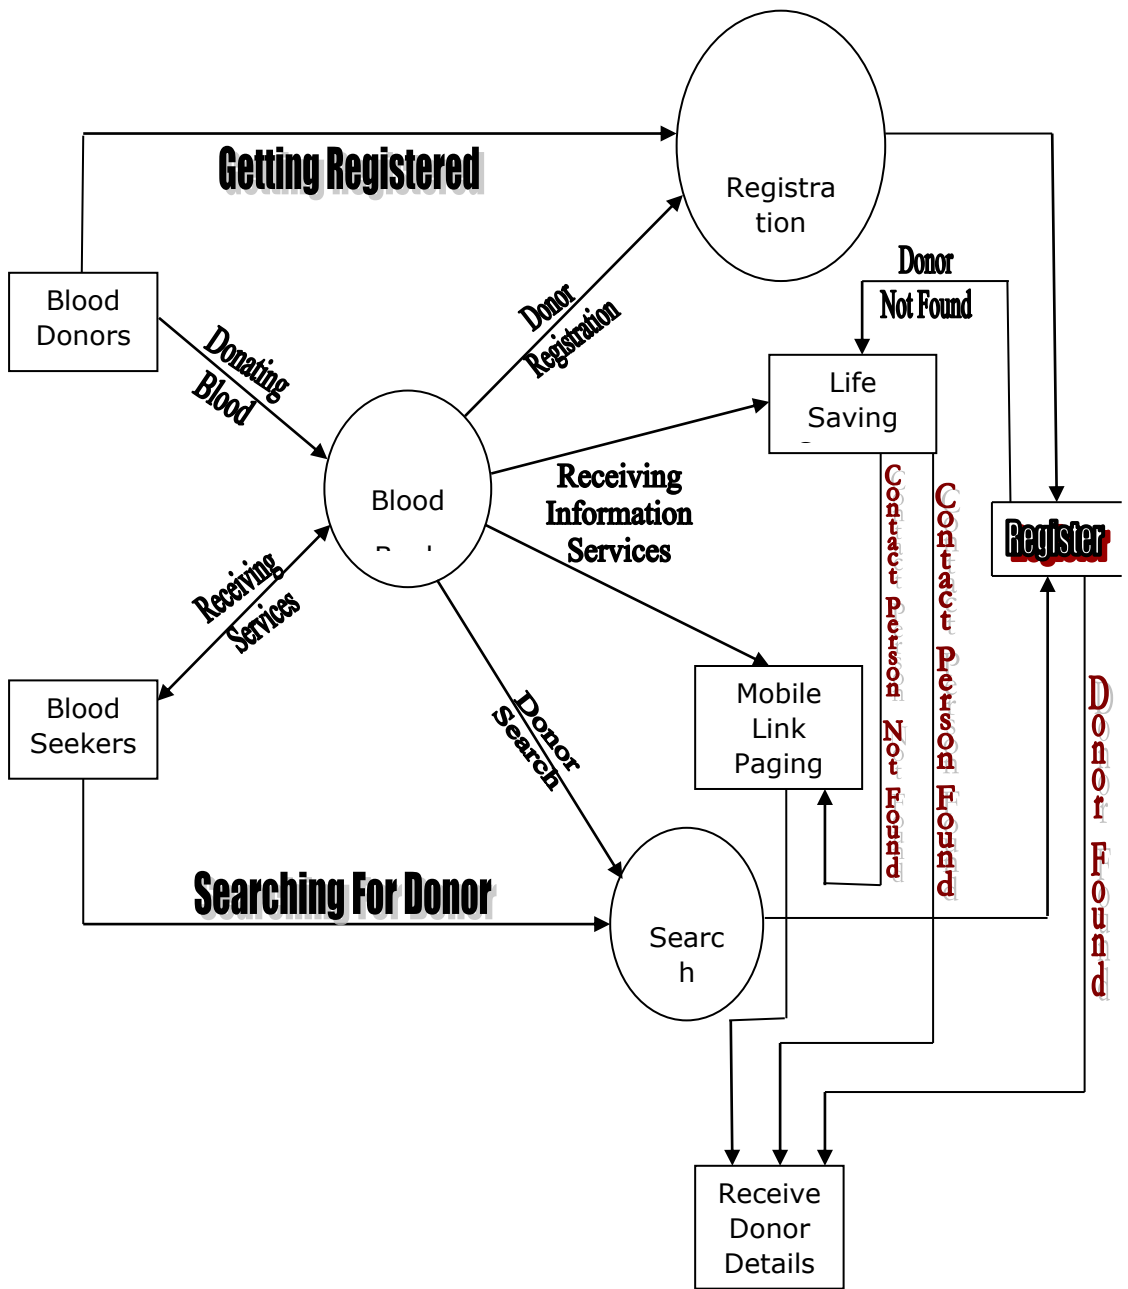 Registra
tion
Getting Registered
Donor
Not Found
Blood
Donors
Donor
Registration
Donating
Blood
Life
Saving
Blood
Receiving
Information
Services
Contact Person Not Found
Contact Person Found
Register
Receiving
Services
Blood
Seekers
Mobile
Link
Paging
Donor
Search
Donor Found
Searching For Donor
Searc
h
Receive
Donor
Details